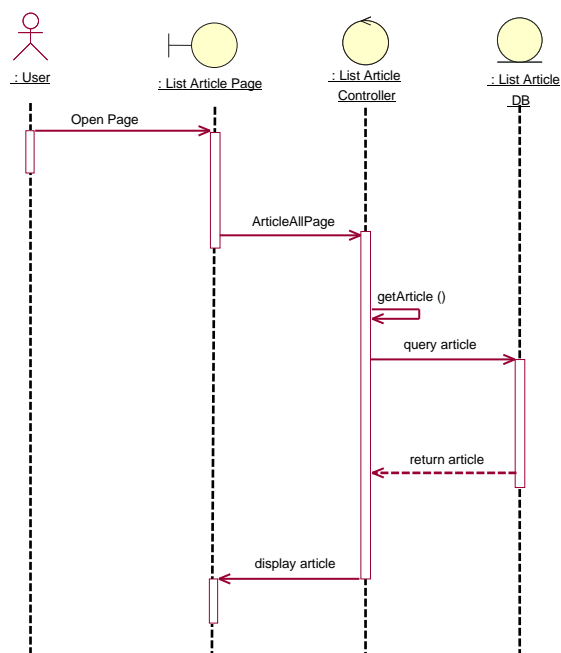 : User
: List Article Page
: List Article
Controller
: List Article
DB
Open Page
ArticleAllPage
getArticle ()
query article
return article
display article